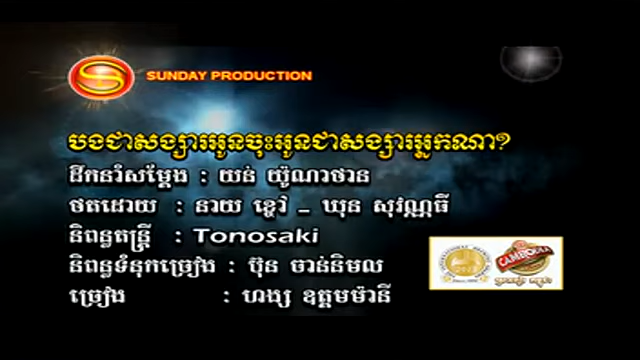 SUNDAY PRODUCTION
បងជាសង្សារអូនចុះអូនជាសង្សារអ្នកណា?
ដឹកនាំសម្តែង : យន់ យ៉ូណាថាន
ថតដោយ : នាយ ខ្ចៅ - ឃុន សុវណ្ណធី
និពន្ធតន្ត្រី : Tonosaki
និពន្ធទំនុកច្រៀង : ប៊ុន ចាន់និមល
ច្រៀង : ហង្ស ឧត្តមម៉ានី
CAMBODIA